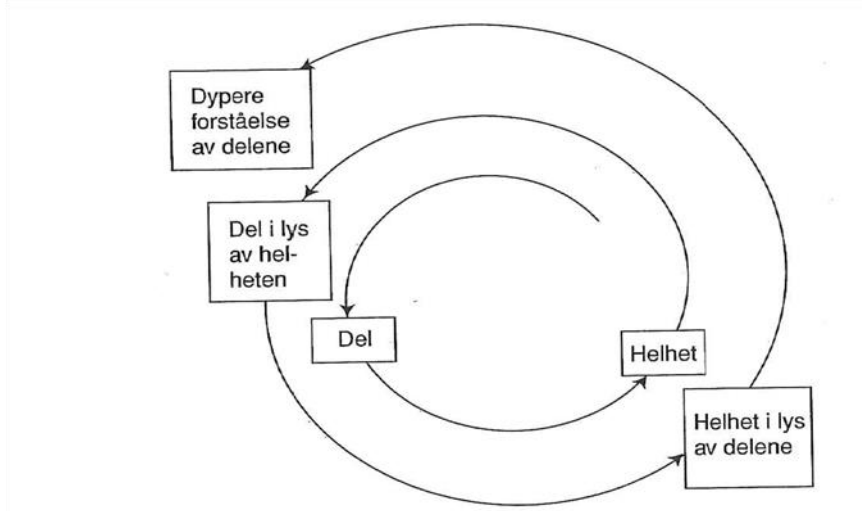 Dypere
forståelse
av delene
Del i lys
av hel-
heten
Del
Helhet
Helhet i lys
av delene